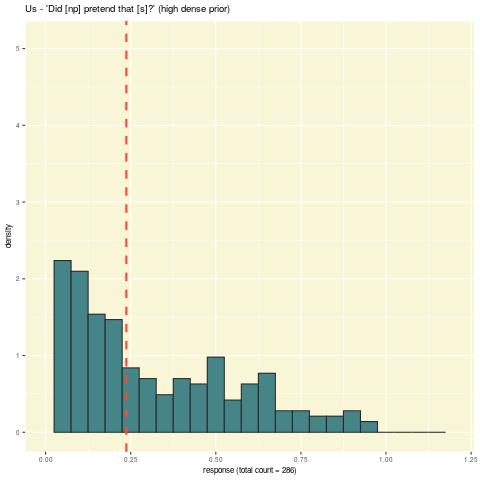 Us - 'Did [np] pretend that [s]?' (high dense prior)
5
4
3
2
1
0
density
0.00 0.25 0.50 0.75 1.00 1.25
response (total count = 286)